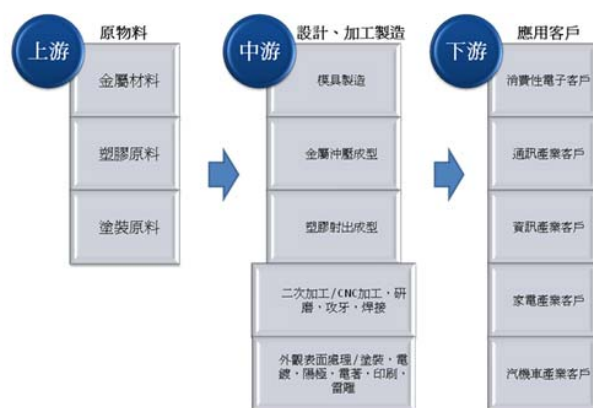 上游
原物料
金屬材料
塑膠原料
塗裝原料
中游
設計、加工製造
模具製造
金屬沖壓成型
塑膠射出成型
二次加工/CNC加工,研
磨,攻牙,焊接
外觀表面處理/塗裝,電
鍍,陽極,電著,印刷,
雷雕
下游
應用客戶
消費性電子客戶
通訊產業客戶
資訊產業客戶
家電產業客戶
汽機車產業客戶